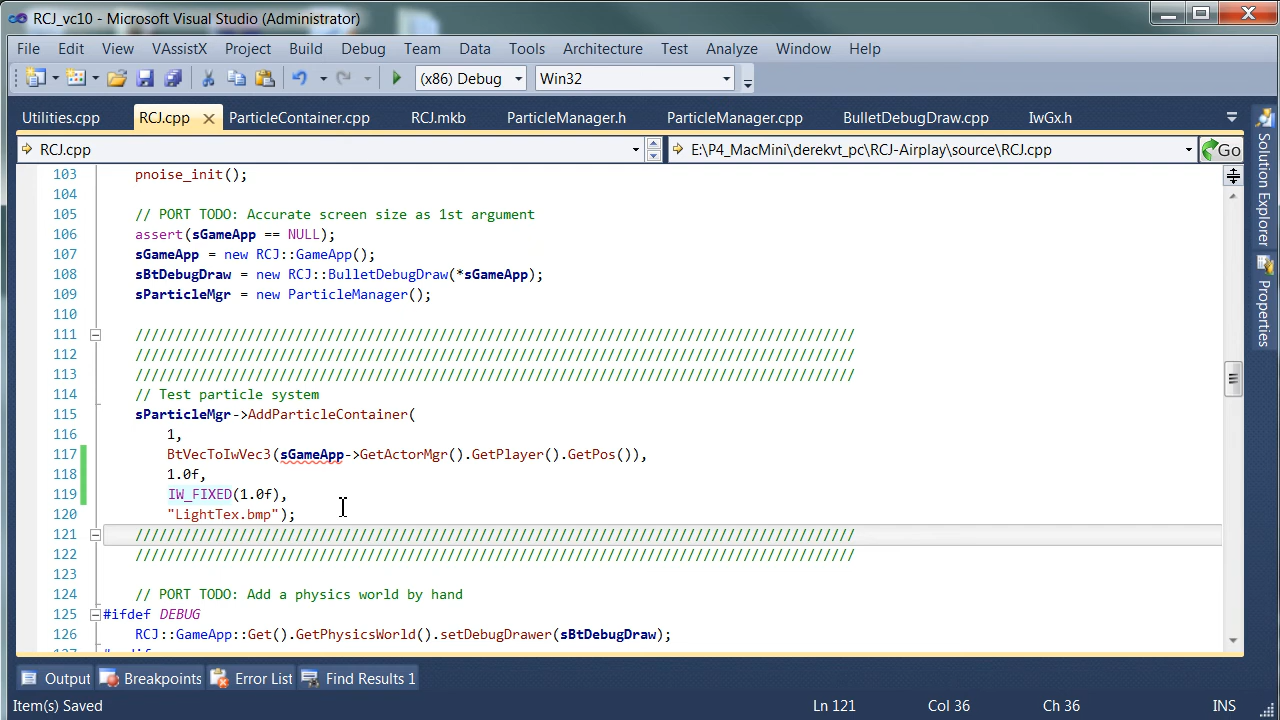 RCJ_vc10 - Microsoft Visual Studio (Administrator)
File Edit View VAssistX Project Build Debug Team Data Tools Architecture Test Analyze Window Help
(x86) Debug Win32
Utilities.cpp RCJ.cpp ParticleContainer.cpp RCJ.mkb ParticleManager.h ParticleManager.cpp BulletDebugDraw.cpp IwGx.h
RCJ.cpp E:\P4_MacMini\derekvt_pc\RCJ-Airplay\source\RCJ.cpp Go
103 pnoise_init();
104
105 // PORT TODO: Accurate screen size as 1st argument
106 assert(sGameApp == NULL);
107 sGameApp = new RCJ::GameApp();
108 sBtDebugDraw = new RCJ::BulletDebugDraw(*sGameApp);
109 sParticleMgr = new ParticleManager();
110
111 //////////////////////////////////////////////////////////////////////////////////////////
112 //////////////////////////////////////////////////////////////////////////////////////////
113 //////////////////////////////////////////////////////////////////////////////////////////
114 // Test particle system
115 sParticleMgr->AddParticleContainer(
116 1,
117 BtVecToIwVec3(sGameApp->GetActorMgr().GetPlayer().GetPos()),
118 1.0f,
119 IW_FIXED(1.0f),
120 "LightTex.bmp");
121 //////////////////////////////////////////////////////////////////////////////////////////
122 //////////////////////////////////////////////////////////////////////////////////////////
123
124 // PORT TODO: Add a physics world by hand
125 #ifdef DEBUG
126 RCJ::GameApp::Get().GetPhysicsWorld().setDebugDrawer(sBtDebugDraw);
Solution Explorer
Properties
Output Breakpoints Error List Find Results 1
Item(s) Saved Ln 121 Col 36 Ch 36 INS